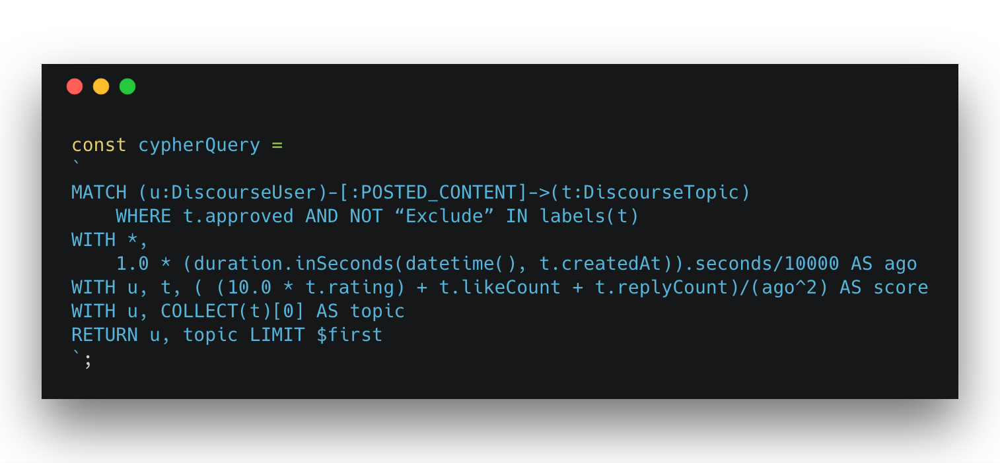 const cypherQuery =
`
MATCH (u:DiscourseUser)-[:POSTED_CONTENT]->(t:DiscourseTopic)
    WHERE t.approved AND NOT “Exclude” IN labels(t)
WITH *,
    1.0 * (duration.inSeconds(datetime(), t.createdAt)).seconds/10000 AS ago
WITH u, t, ( (10.0 * t.rating) + t.likeCount + t.replyCount)/(ago^2) AS score
WITH u, COLLECT(t)[0] AS topic
RETURN u, topic LIMIT $first
`;